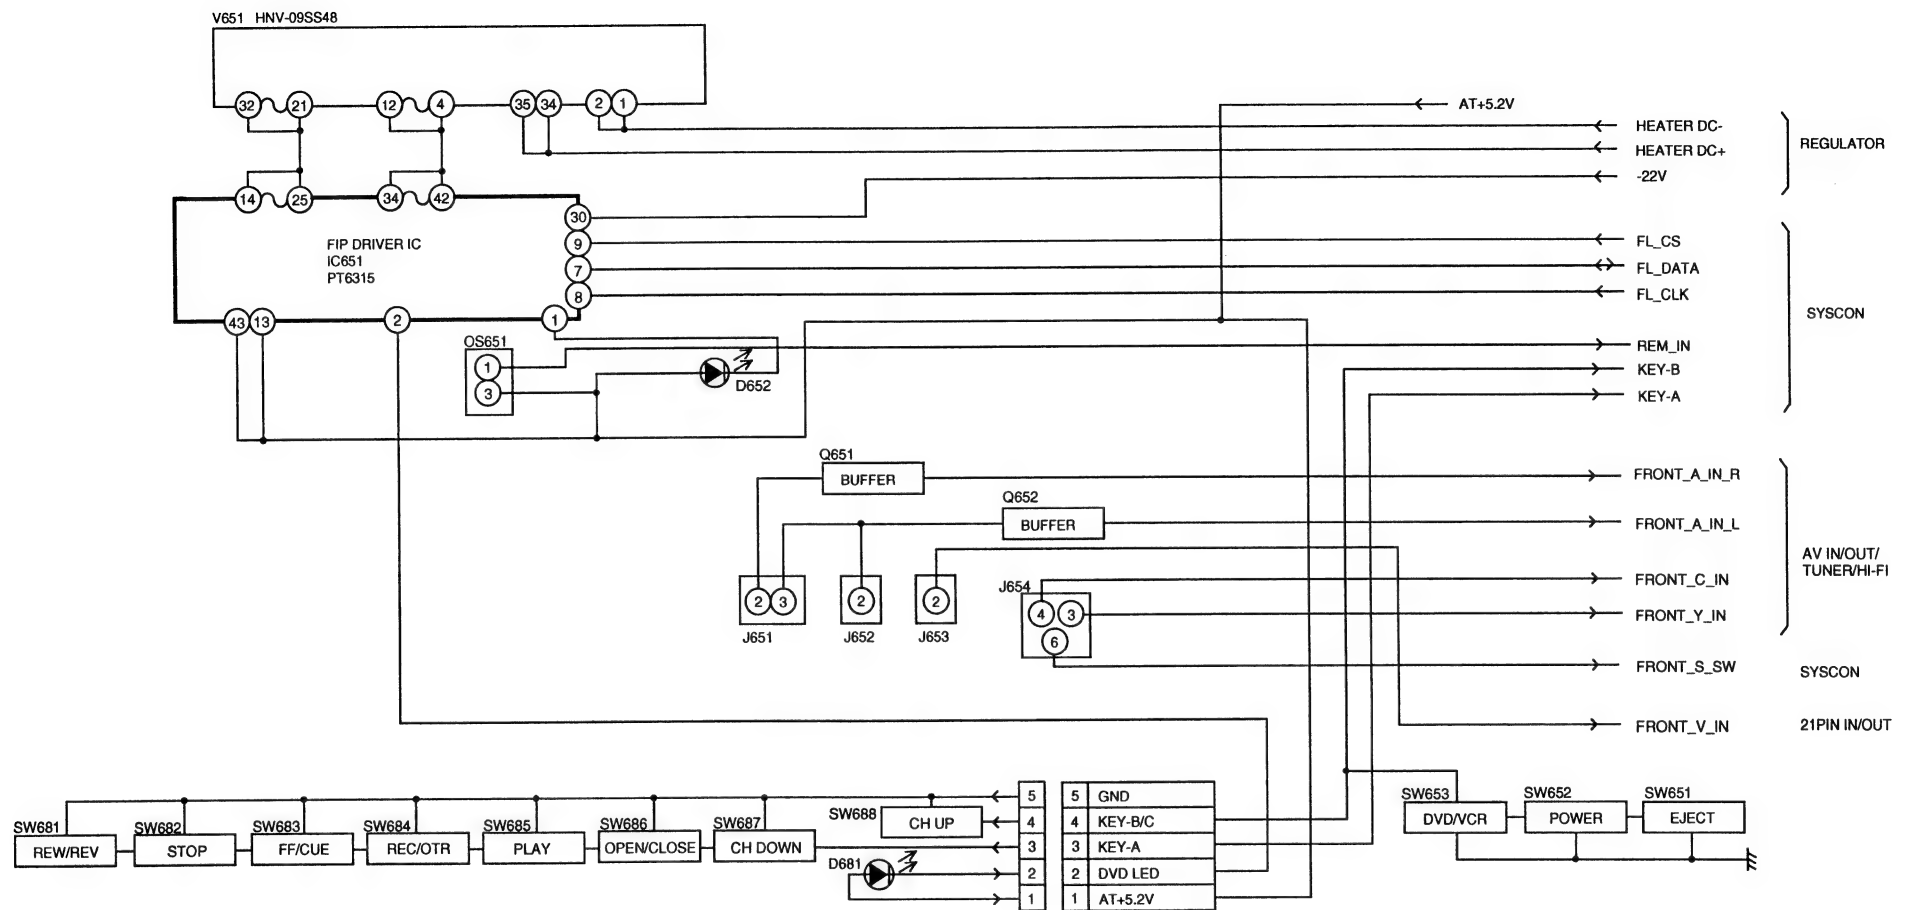 V651 HNV-09SS48
32 21 12 4 35 34 2 1
AT+5.2V
HEATER DC-
HEATER DC+
-22V
REGULATOR
14 25 34 42
30
9
7
8
FIP DRIVER IC
IC651
PT6315
43 13 2 1
FL_CS
FL_DATA
FL_CLK
REM_IN
KEY-B
KEY-A
SYSCON
OS651
1
3
D652
Q651
BUFFER
FRONT_A_IN_R
Q652
BUFFER
FRONT_A_IN_L
FRONT_C_IN
FRONT_Y_IN
AV IN/OUT/
TUNER/HI-FI
2 3
J651
2
J652
2
J653
J654
4 3
6
FRONT_S_SW
SYSCON
FRONT_V_IN
21PIN IN/OUT
SW681
REW/REV
SW682
STOP
SW683
FF/CUE
SW684
REC/OTR
SW685
PLAY
SW686
OPEN/CLOSE
SW687
CH DOWN
SW688
CH UP
D681
5
4
3
2
1
5 GND
4 KEY-B/C
3 KEY-A
2 DVD LED
1 AT+5.2V
SW653
DVD/VCR
SW652
POWER
SW651
EJECT